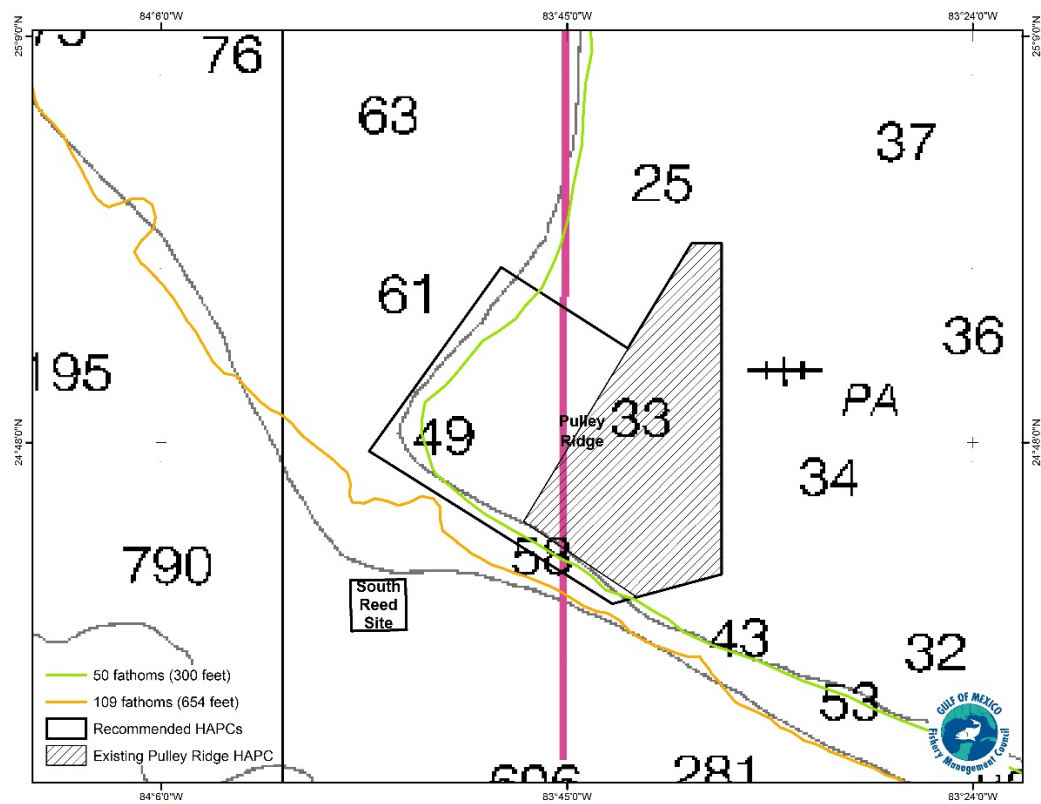 84°6'0"W
83°45'0"W
83°24'0"W
25°9'0"N
25°9'0"N
76
63
37
25
61
36
195
33
Pulley
Ridge
PA
49
24°48'0"N
24°48'0"N
34
58
790
South
Reed
Site
43
32
53
50 fathoms (300 feet)
109 fathoms (654 feet)
Recommended HAPCs
Existing Pulley Ridge HAPC
GULF OF MEXICO
Fishery Management Council
281
84°6'0"W
83°45'0"W
83°24'0"W